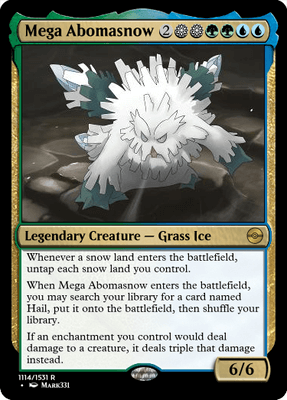 Mega Abomasnow 2
Legendary Creature — Grass Ice
Whenever a snow land enters the battlefield,
untap each snow land you control.
When Mega Abomasnow enters the battlefield,
you may search your library for a card named
Hail, put it onto the battlefield, then shuffle your
library.
If an enchantment you control would deal
damage to a creature, it deals triple that damage
instead.
6/6
1114/1531 R
• Mark331